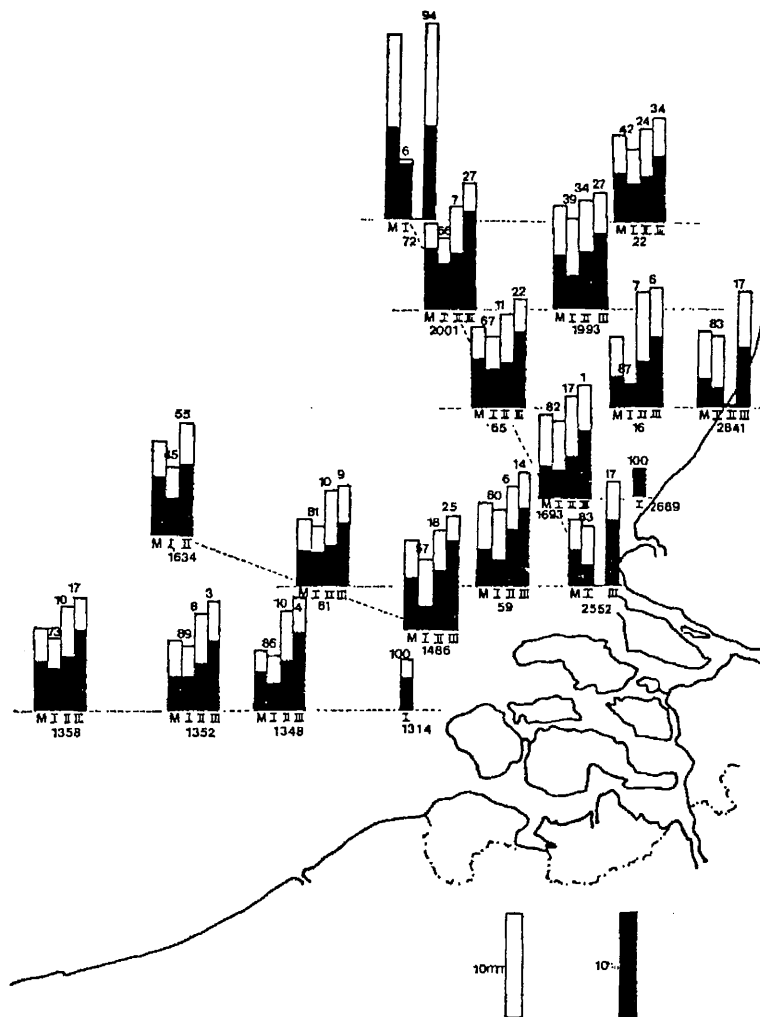 94
6
M I
72
42 24 34
M I II III
22
56 7 27
M I II III
2001
39 34 27
M I II III
1993
67 11 22
M I II III
65
87 7 6
M I II III
16
83 17
M I II III
2841
82 17 1
M I II III
1693
100
I
2689
45 55
M I II
1634
81 10 9
M I II III
81
57 18 25
M I II III
1486
80 6 14
M I II III
59
83 17
M I III
2552
73 10 17
M I II III
1358
89 8 3
M I II III
1352
86 10 4
M I II III
1348
100
I
1314
10mm